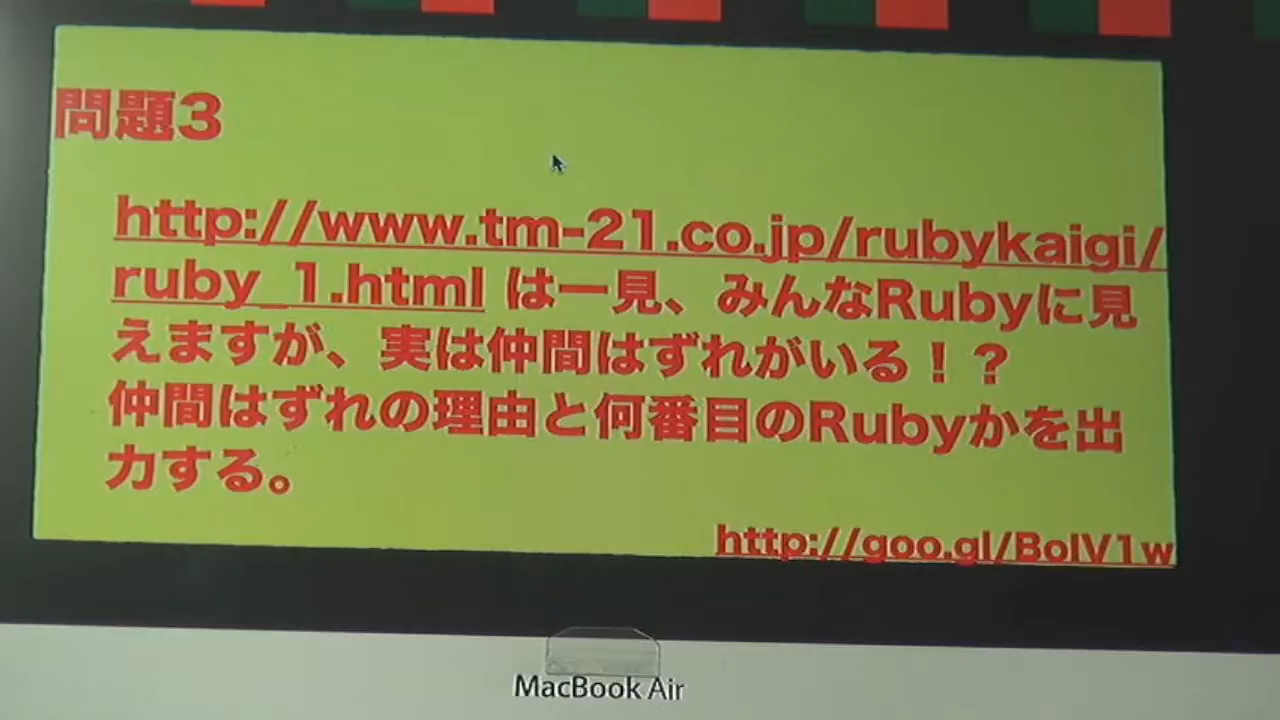 問題3
http://www.tm-21.co.jp/rubykaigi/
ruby_1.html は一見、みんなRubyに見
えますが、実は仲間はずれがいる！？
仲間はずれの理由と何番目のRubyかを出
力する。
http://goo.gl/BolV1w
MacBook Air